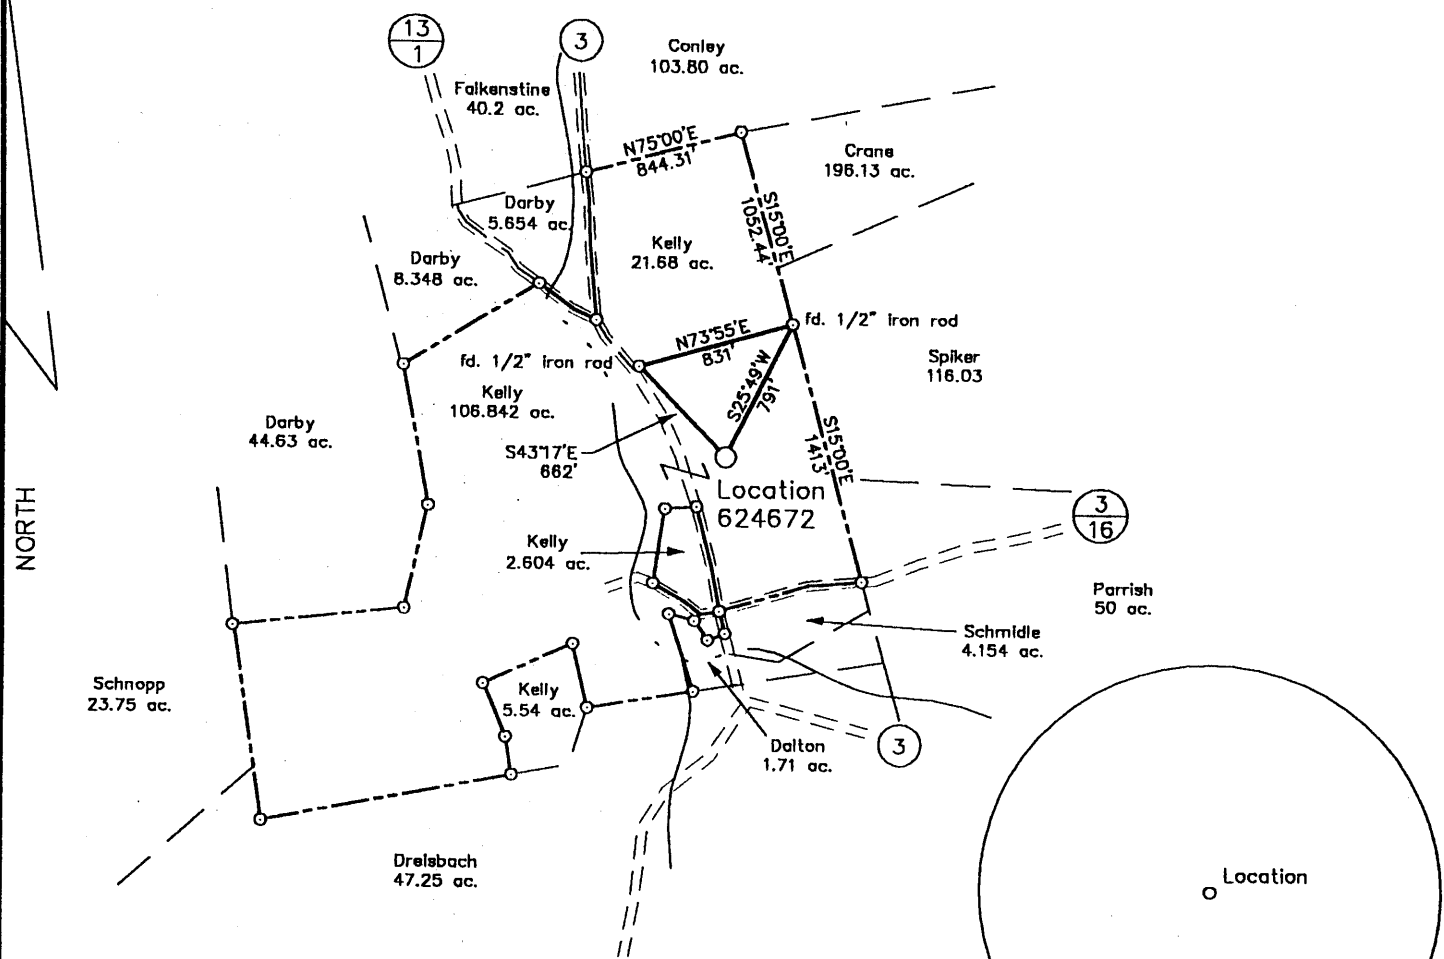 13
1
3
Conley
103.80 ac.
Falkenstine
40.2 ac.
N75°00'E
844.31'
Crane
196.13 ac.
Darby
5.654 ac.
S15°00'E
1052.44'
Kelly
21.68 ac.
Darby
8.348 ac.
fd. 1/2" iron rod
N73°55'E
831'
fd. 1/2" iron rod
Spiker
116.03
Kelly
106.842 ac.
S25°49'W
791'
Darby
44.63 ac.
S43°17'E
662'
S15°00'E
1413'
Location
624672
3
16
NORTH
Kelly
2.604 ac.
Parrish
50 ac.
Schmidle
4.154 ac.
Schnopp
23.75 ac.
Kelly
5.54 ac.
Dalton
1.71 ac.
3
Dreisbach
47.25 ac.
Location